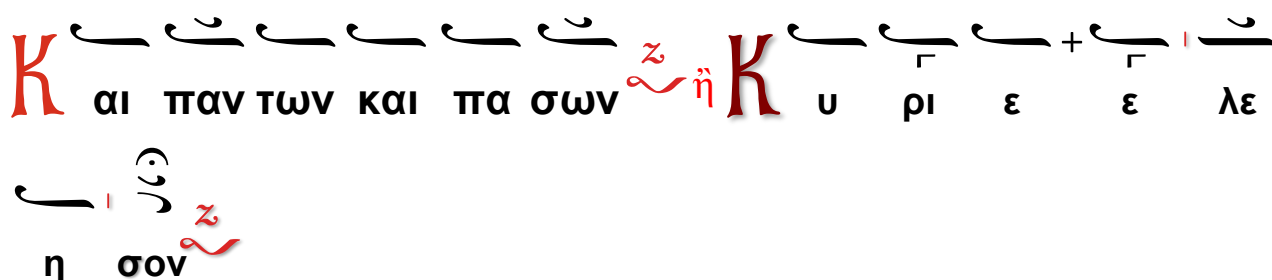 Και παν των και πα σων ἢ Κυ ρι ε ε λε
η σον